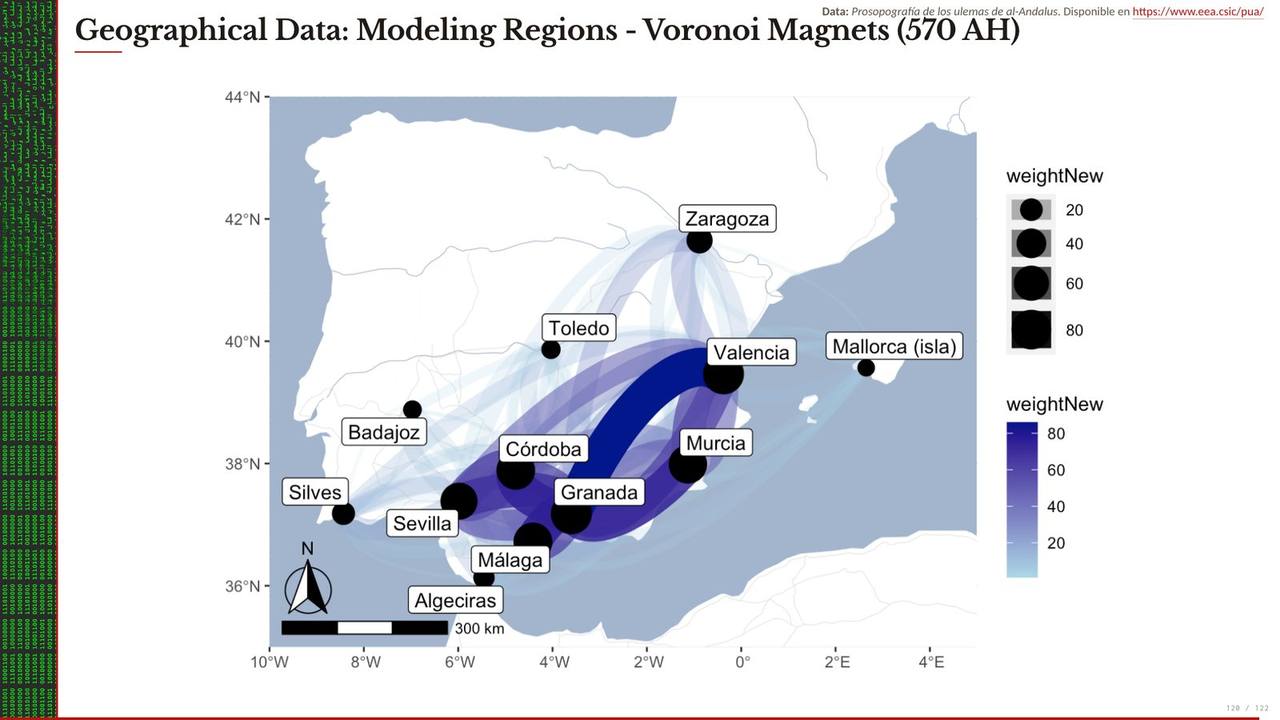 Data: Prosopografía de los ulemas de al-Andalus. Disponible en https://www.eea.csic/pua/
Geographical Data: Modeling Regions - Voronoi Magnets (570 AH)
44°N
42°N
40°N
38°N
36°N
Zaragoza
Toledo
Valencia
Mallorca (isla)
Badajoz
Córdoba
Murcia
Silves
Granada
Sevilla
Málaga
Algeciras
N
300 km
10°W
8°W
6°W
4°W
2°W
0°
2°E
4°E
weightNew
20
40
60
80
weightNew
80
60
40
20
120 / 122